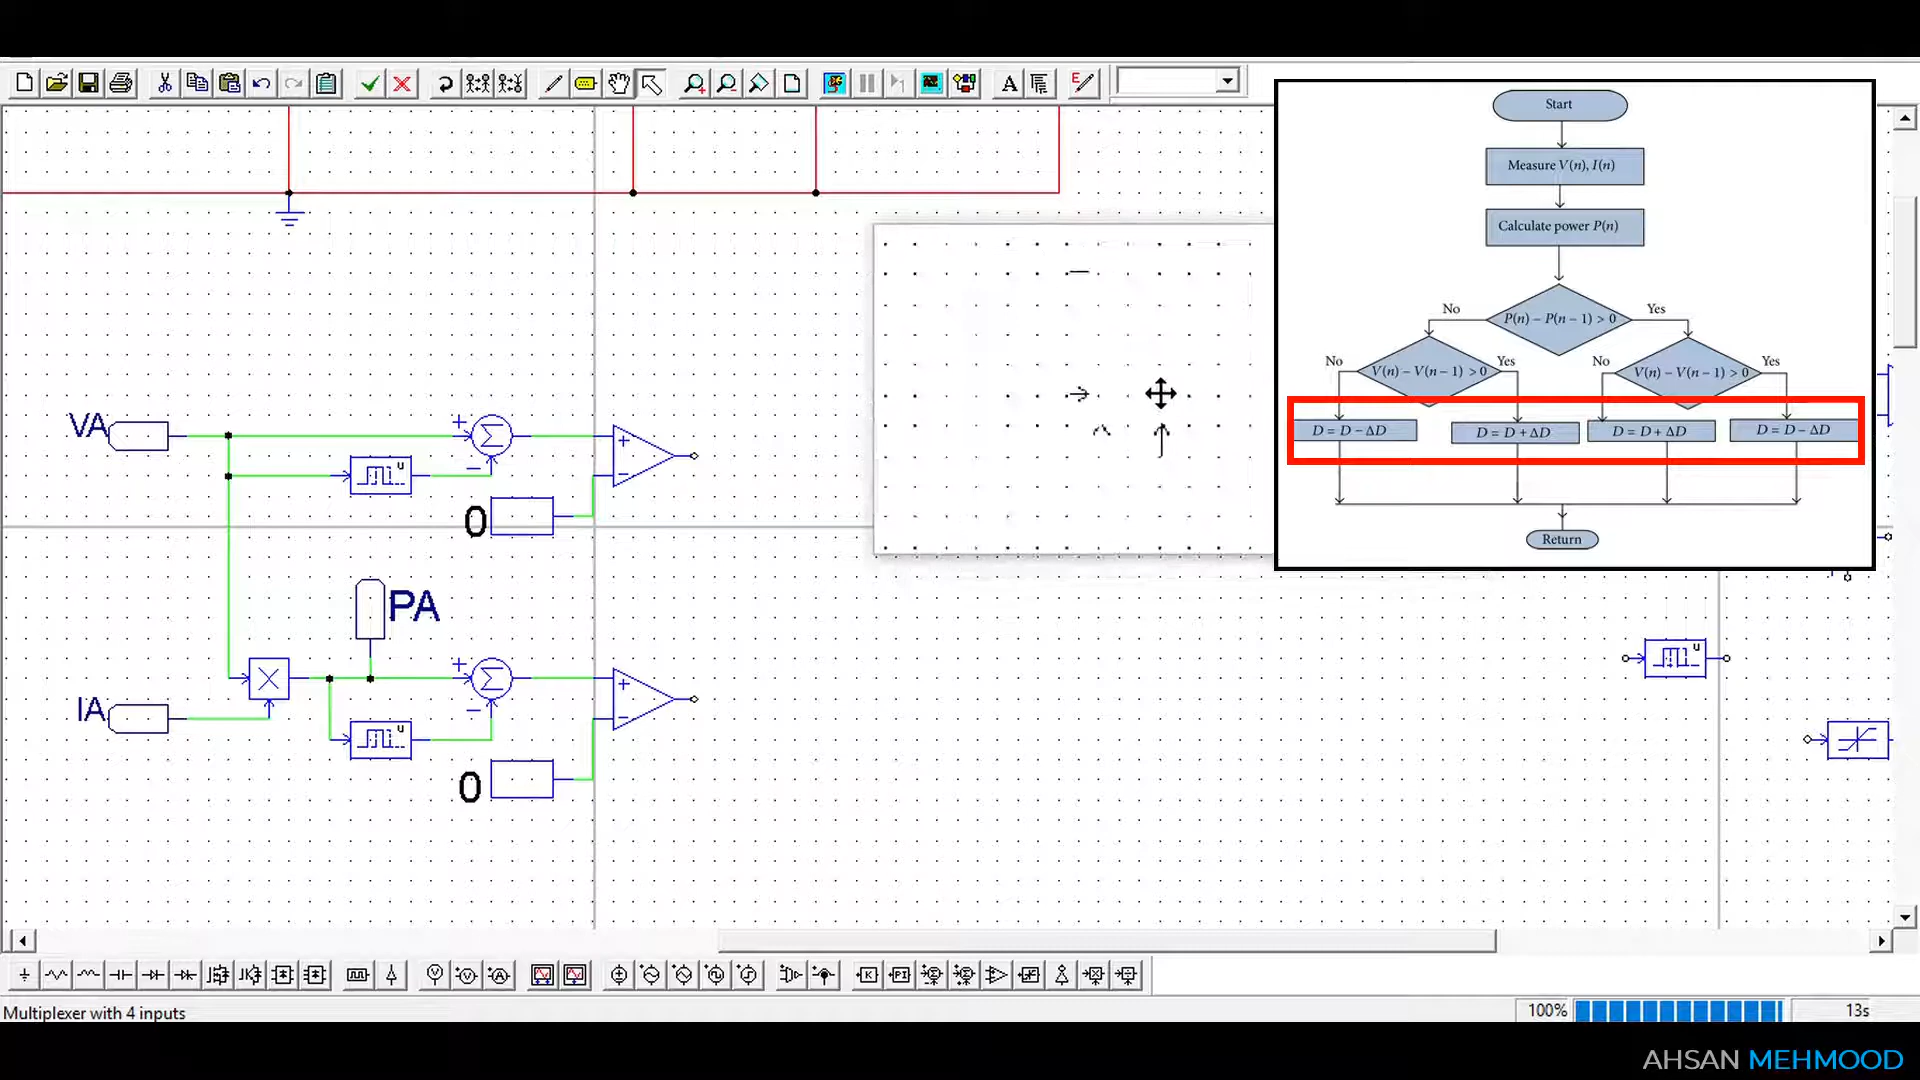 Start
Measure V(n), I(n)
Calculate power P(n)
No
P(n) − P(n − 1) > 0
Yes
No
V(n) − V(n − 1) > 0
Yes
No
V(n) − V(n − 1) > 0
Yes
D = D − ΔD
D = D + ΔD
D = D + ΔD
D = D − ΔD
Return
VA
u
0
PA
IA
u
0
u
Multiplexer with 4 inputs
100%
13s
AHSAN MEHMOOD